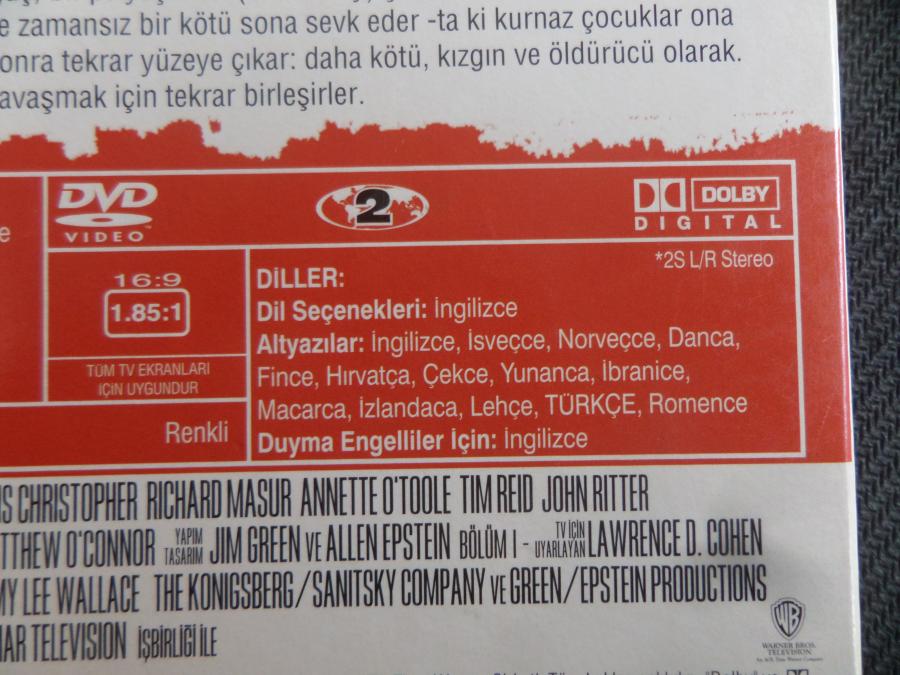 e zamansız bir kötü sona sevk eder -ta ki kurnaz çocuklar ona
onra tekrar yüzeye çıkar: daha kötü, kızgın ve öldürücü olarak.
avaşmak için tekrar birleşirler.
e
DVD
VIDEO
2
DOLBY
DIGITAL
*2S L/R Stereo
16:9
1.85:1
TÜM TV EKRANLARI
İÇİN UYGUNDUR
Renkli
DİLLER:
Dil Seçenekleri: İngilizce
Altyazılar: İngilizce, İsveçce, Norveçce, Danca,
Fince, Hırvatça, Çekce, Yunanca, İbranice,
Macarca, İzlandaca, Lehçe, TÜRKÇE, Romence
Duyma Engelliler İçin: İngilizce
IS CHRISTOPHER RICHARD MASUR ANNETTE O'TOOLE TIM REID JOHN RITTER
TTHEW O'CONNOR YAPIM TASARIM JIM GREEN VE ALLEN EPSTEIN BÖLÜM I - TV İÇİN UYARLAYAN LAWRENCE D. COHEN
MY LEE WALLACE THE KONIGSBERG/SANITSKY COMPANY VE GREEN/EPSTEIN PRODUCTIONS
AR TELEVISION İŞBİRLİĞİ İLE
WB
WARNER BROS.
TELEVISION